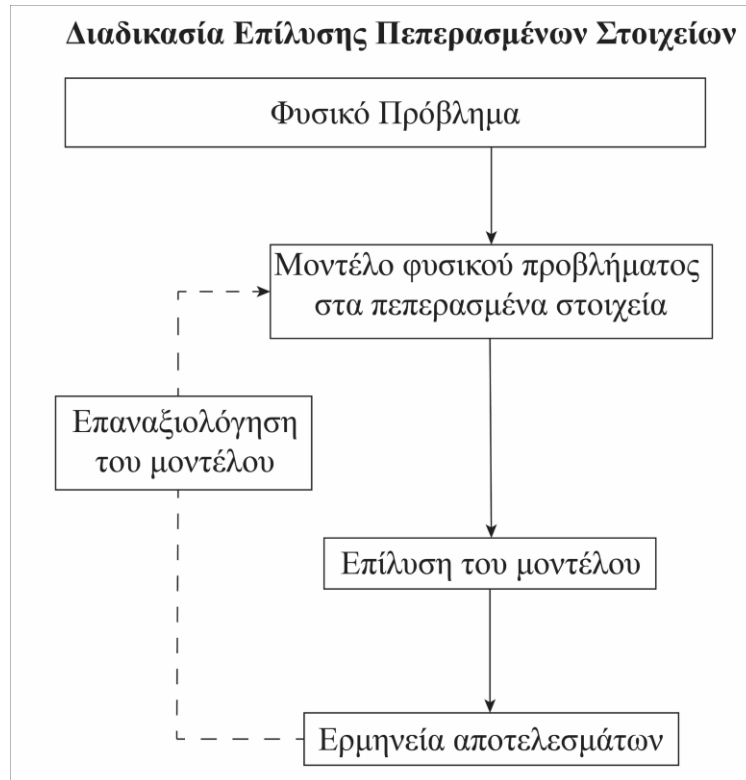 Διαδικασία Επίλυσης Πεπερασμένων Στοιχείων
Φυσικό Πρόβλημα
Μοντέλο φυσικού προβλήματος
στα πεπερασμένα στοιχεία
Επαναξιολόγηση
του μοντέλου
Επίλυση του μοντέλου
Ερμηνεία αποτελεσμάτων